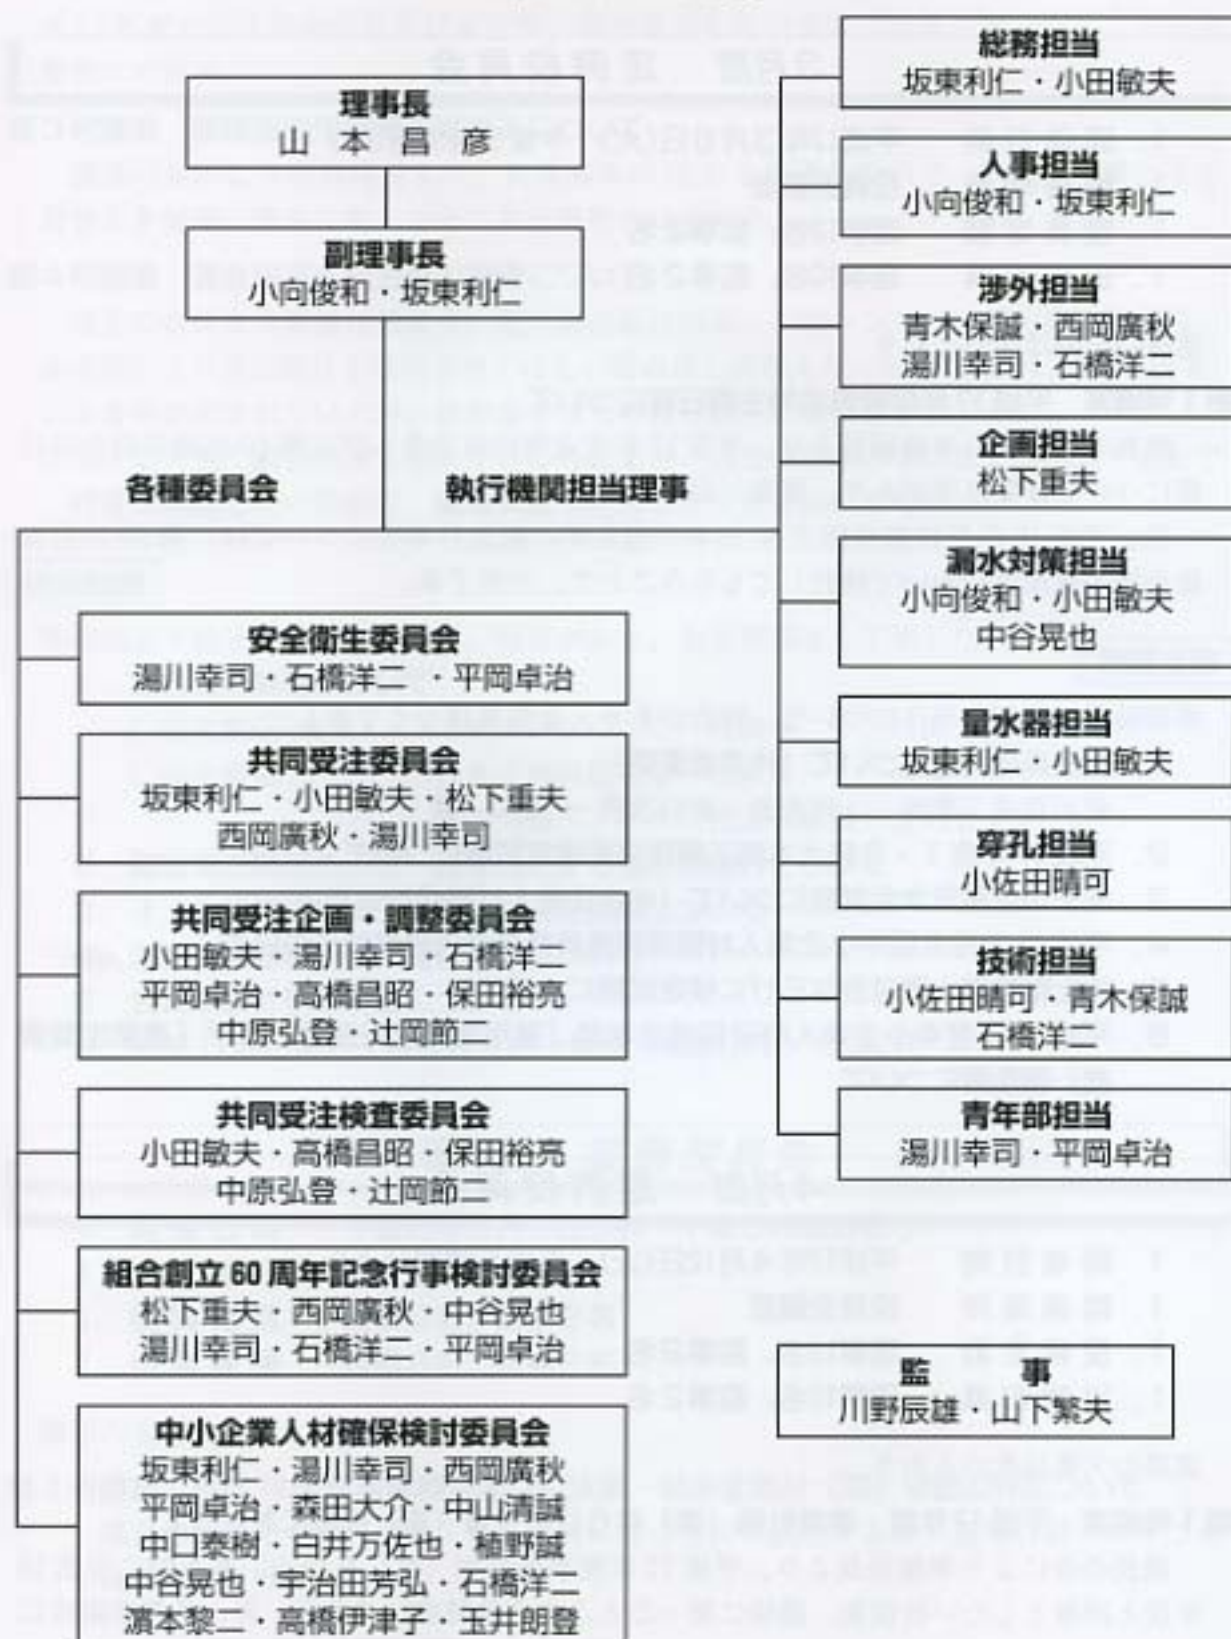 理事長
山 本 昌 彦
副理事長
小向俊和・坂東利仁
各種委員会
執行機関担当理事
安全衛生委員会
湯川幸司・石橋洋二 ・平岡卓治
共同受注委員会
坂東利仁・小田敏夫・松下重夫
西岡廣秋・湯川幸司
共同受注企画・調整委員会
小田敏夫・湯川幸司・石橋洋二
平岡卓治・高橋昌昭・保田裕亮
中原弘登・辻岡節二
共同受注検査委員会
小田敏夫・高橋昌昭・保田裕亮
中原弘登・辻岡節二
組合創立60周年記念行事検討委員会
松下重夫・西岡廣秋・中谷晃也
湯川幸司・石橋洋二・平岡卓治
中小企業人材確保検討委員会
坂東利仁・湯川幸司・西岡廣秋
平岡卓治・森田大介・中山清誠
中口泰樹・白井万佐也・植野誠
中谷晃也・宇治田芳弘・石橋洋二
濵本黎二・高橋伊津子・玉井朗登
総務担当
坂東利仁・小田敏夫
人事担当
小向俊和・坂東利仁
渉外担当
青木保誠・西岡廣秋
湯川幸司・石橋洋二
企画担当
松下重夫
漏水対策担当
小向俊和・小田敏夫
中谷晃也
量水器担当
坂東利仁・小田敏夫
穿孔担当
小佐田晴可
技術担当
小佐田晴可・青木保誠
石橋洋二
青年部担当
湯川幸司・平岡卓治
監 事
川野辰雄・山下繁夫